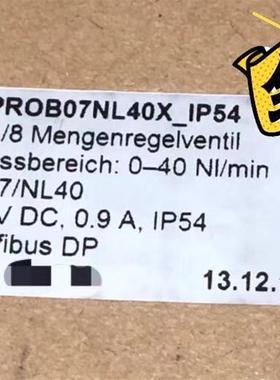 PROB07NL40X_IP54
/8 Mengenregelventil
ssbereich: 0–40 Nl/min
7/NL40
V DC, 0.9 A, IP54
fibus DP
13.12.